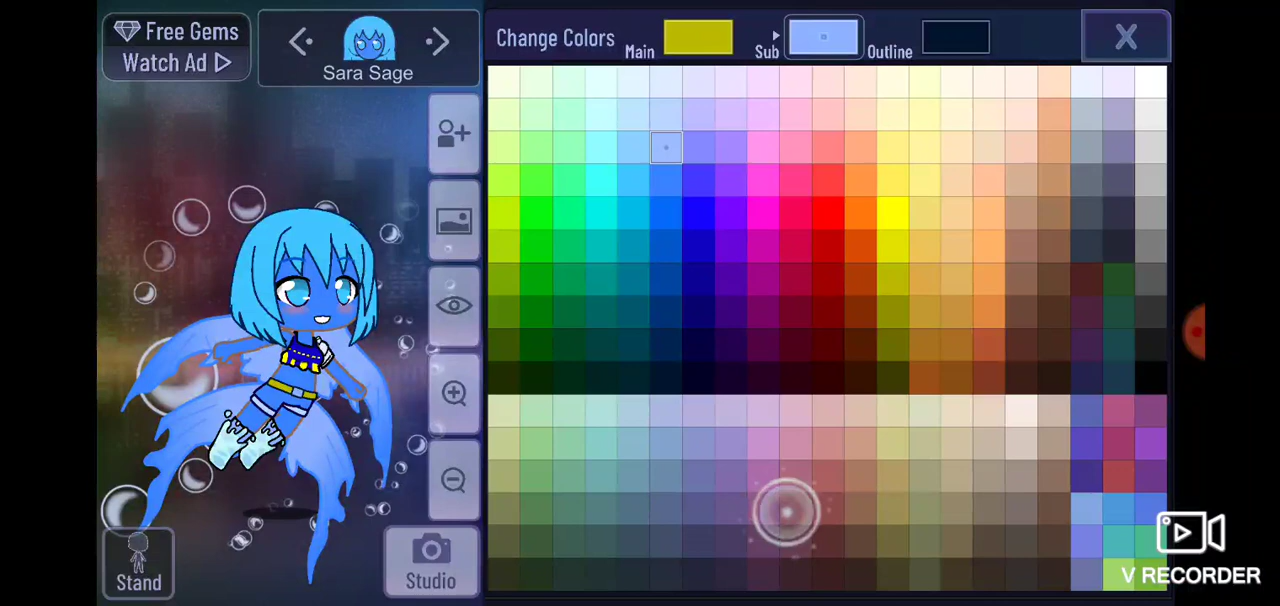 Free Gems
Watch Ad
Sara Sage
Change Colors
Main
Sub
Outline
X
Stand
Studio
V RECORDER